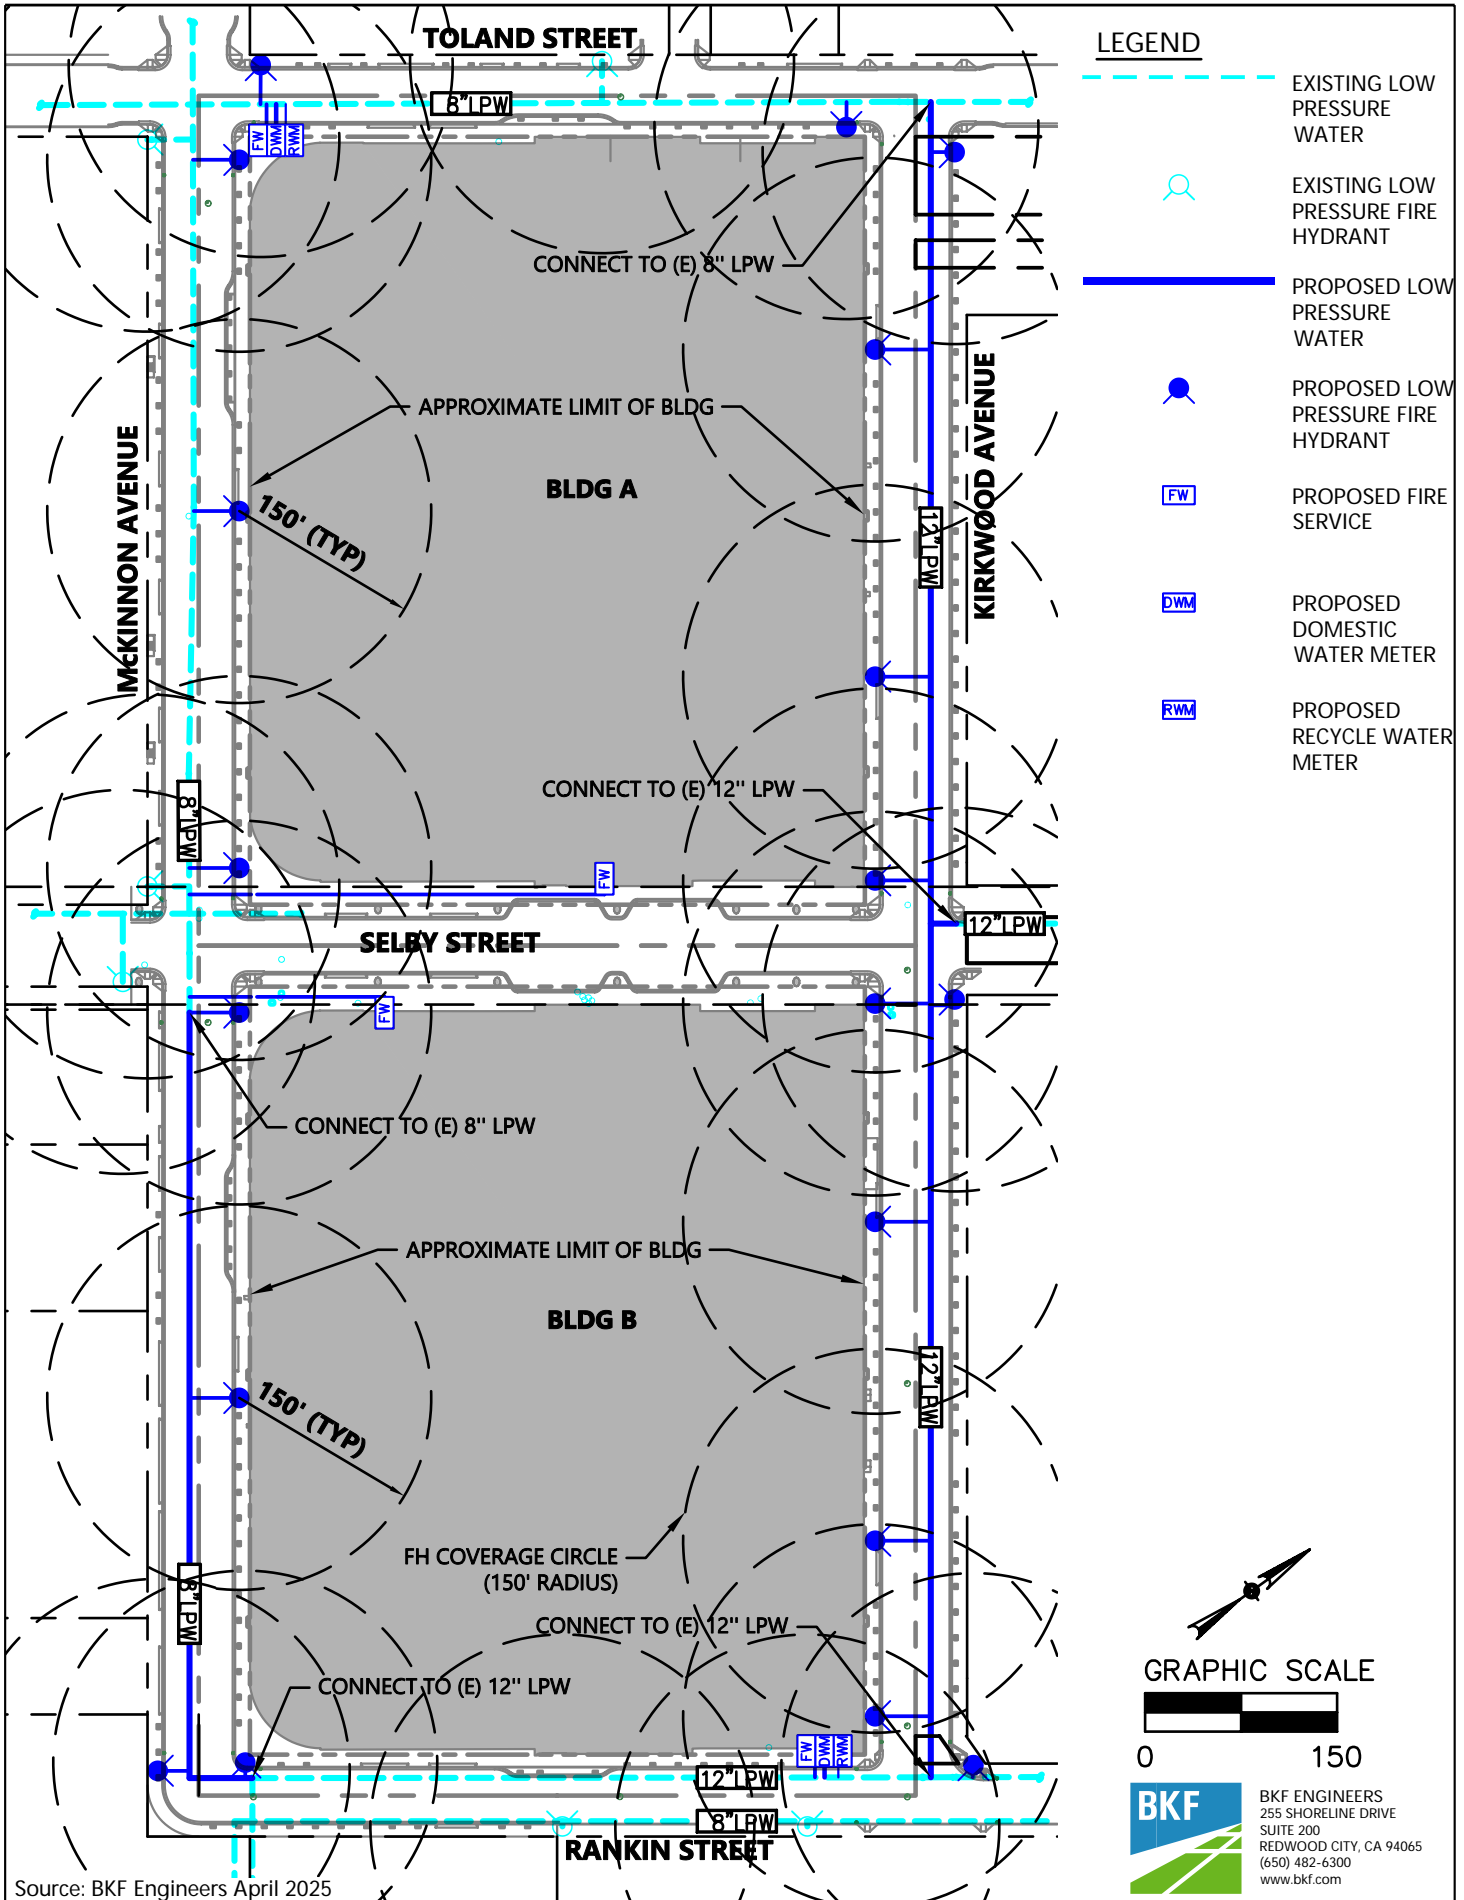 TOLAND STREET
8"LPW
FW
DWM
RWM
CONNECT TO (E) 8" LPW
APPROXIMATE LIMIT OF BLDG
McKINNON AVENUE
BLDG A
150' (TYP)
KIRKWOOD AVENUE
12"LPW
CONNECT TO (E) 12" LPW
8"LPW
FW
12"LPW
SELBY STREET
FW
CONNECT TO (E) 8" LPW
APPROXIMATE LIMIT OF BLDG
BLDG B
150' (TYP)
12"LPW
FH COVERAGE CIRCLE
(150' RADIUS)
8"LPW
CONNECT TO (E) 12" LPW
CONNECT TO (E) 12" LPW
FW
DWM
RWM
12"LPW
8"LPW
RANKIN STREET
Source: BKF Engineers April 2025
LEGEND
EXISTING LOW
PRESSURE
WATER
EXISTING LOW
PRESSURE FIRE
HYDRANT
PROPOSED LOW
PRESSURE
WATER
PROPOSED LOW
PRESSURE FIRE
HYDRANT
FW
PROPOSED FIRE
SERVICE
DWM
PROPOSED
DOMESTIC
WATER METER
RWM
PROPOSED
RECYCLE WATER
METER
GRAPHIC SCALE
0 150
BKF
BKF ENGINEERS
255 SHORELINE DRIVE
SUITE 200
REDWOOD CITY, CA 94065
(650) 482-6300
www.bkf.com